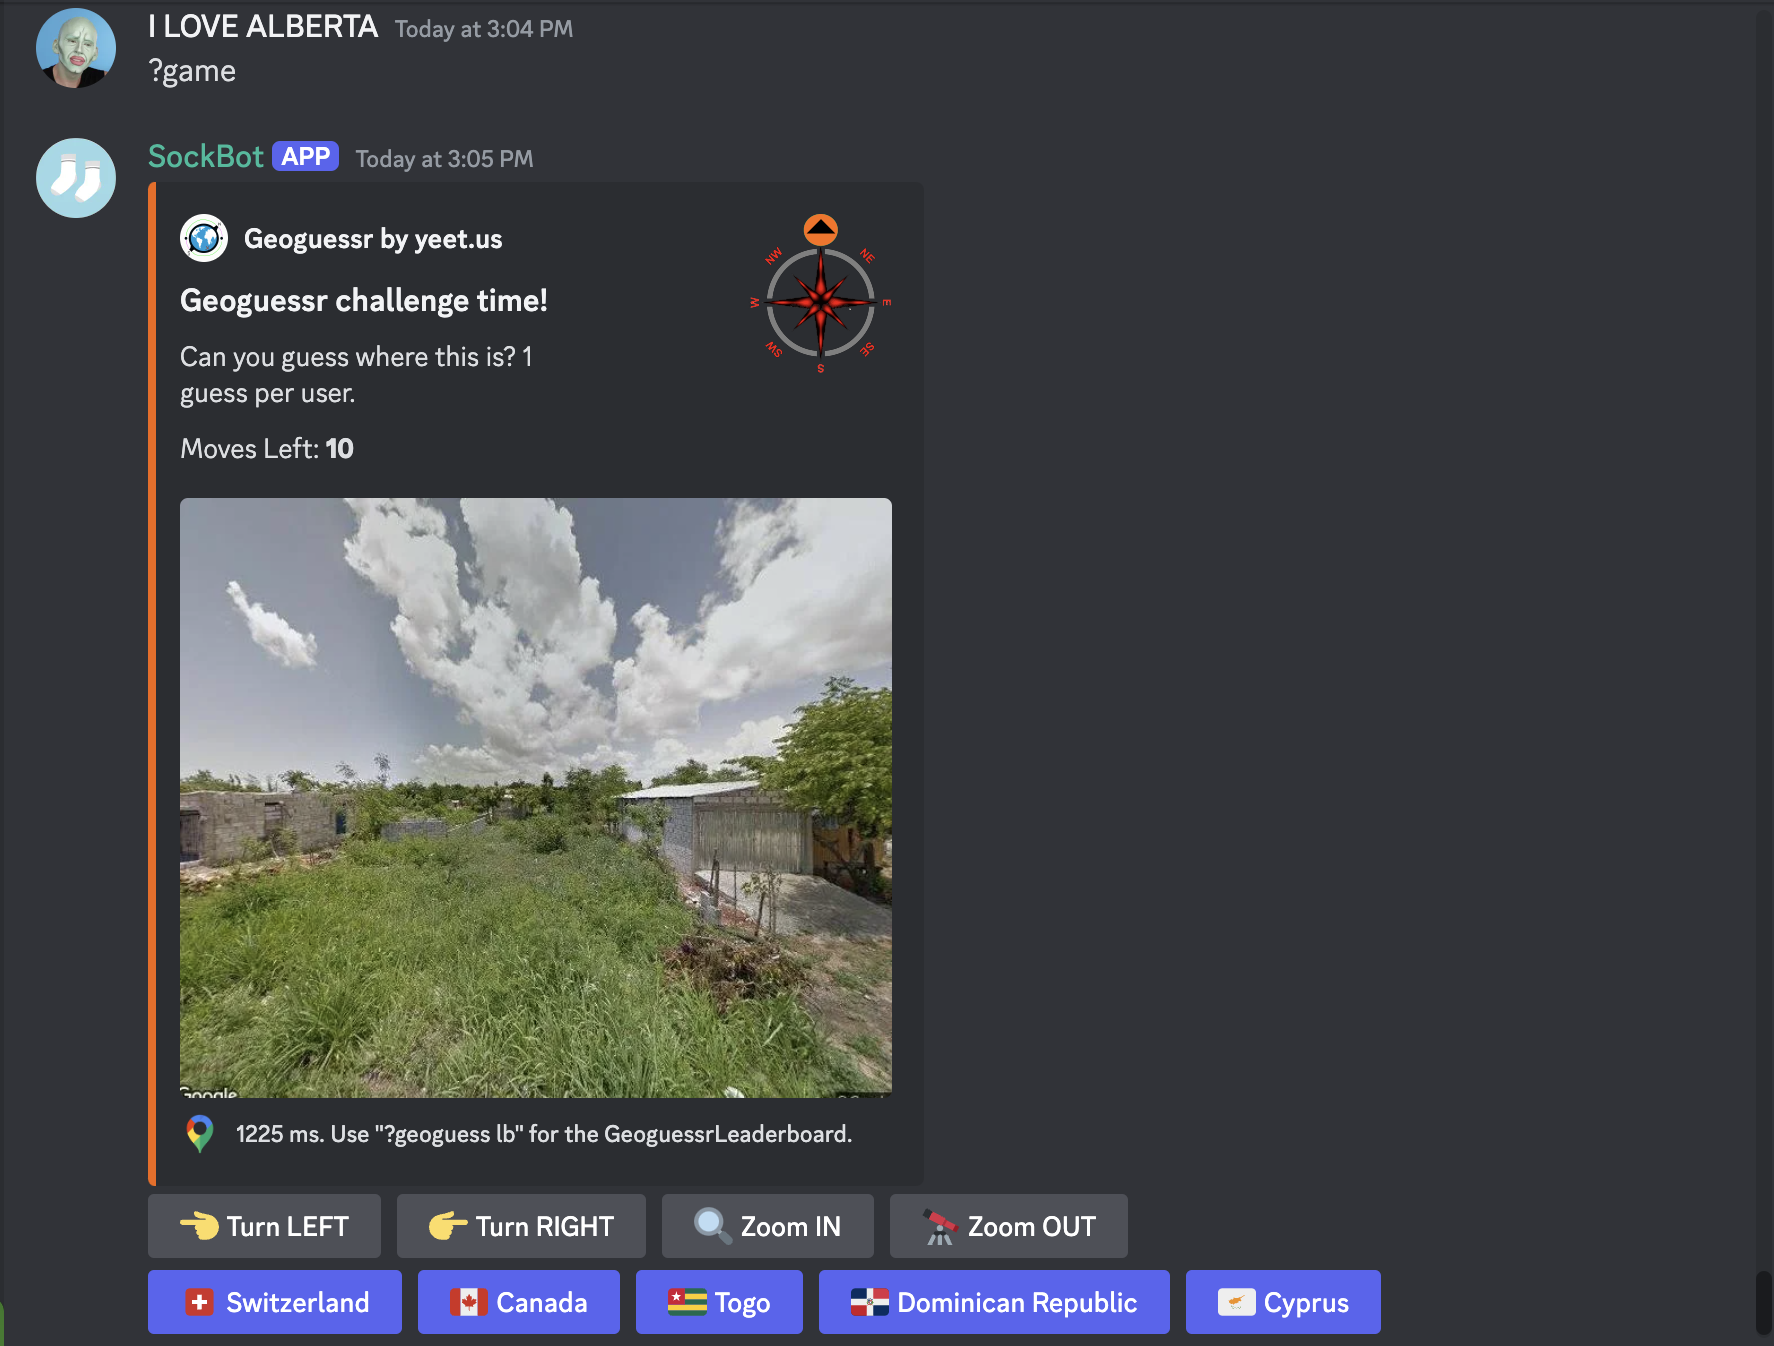 I LOVE ALBERTA Today at 3:04 PM
?game
SockBot APP Today at 3:05 PM
Geoguessr by yeet.us
Geoguessr challenge time!
Can you guess where this is? 1
guess per user.
Moves Left: 10
NW
NE
W
E
SW
SE
S
Google
1225 ms. Use "?geoguess lb" for the GeoguessrLeaderboard.
Turn LEFT
Turn RIGHT
Zoom IN
Zoom OUT
Switzerland
Canada
Togo
Dominican Republic
Cyprus